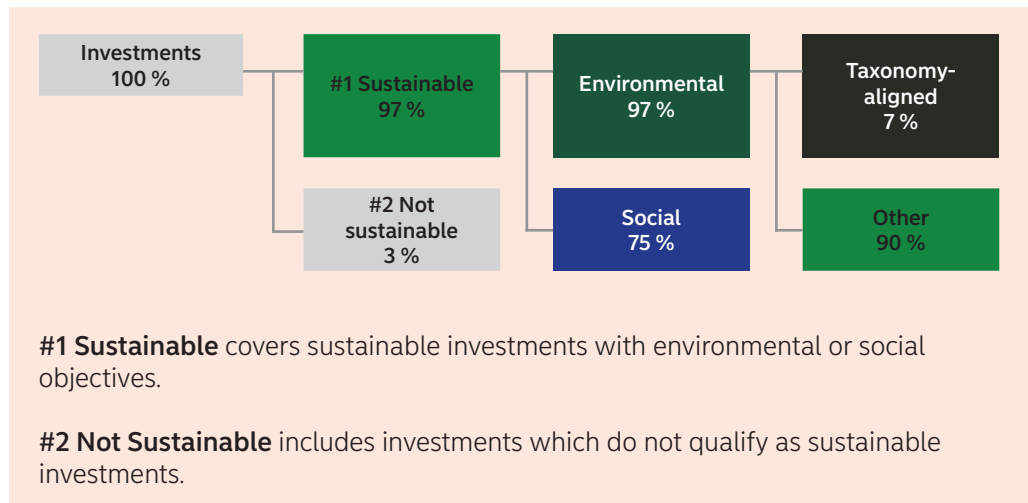 Investments
100 %
#1 Sustainable
97 %
Environmental
97 %
Taxonomy-
aligned
7 %
#2 Not
sustainable
3 %
Social
75 %
Other
90 %
#1 Sustainable covers sustainable investments with environmental or social
objectives.
#2 Not Sustainable includes investments which do not qualify as sustainable
investments.